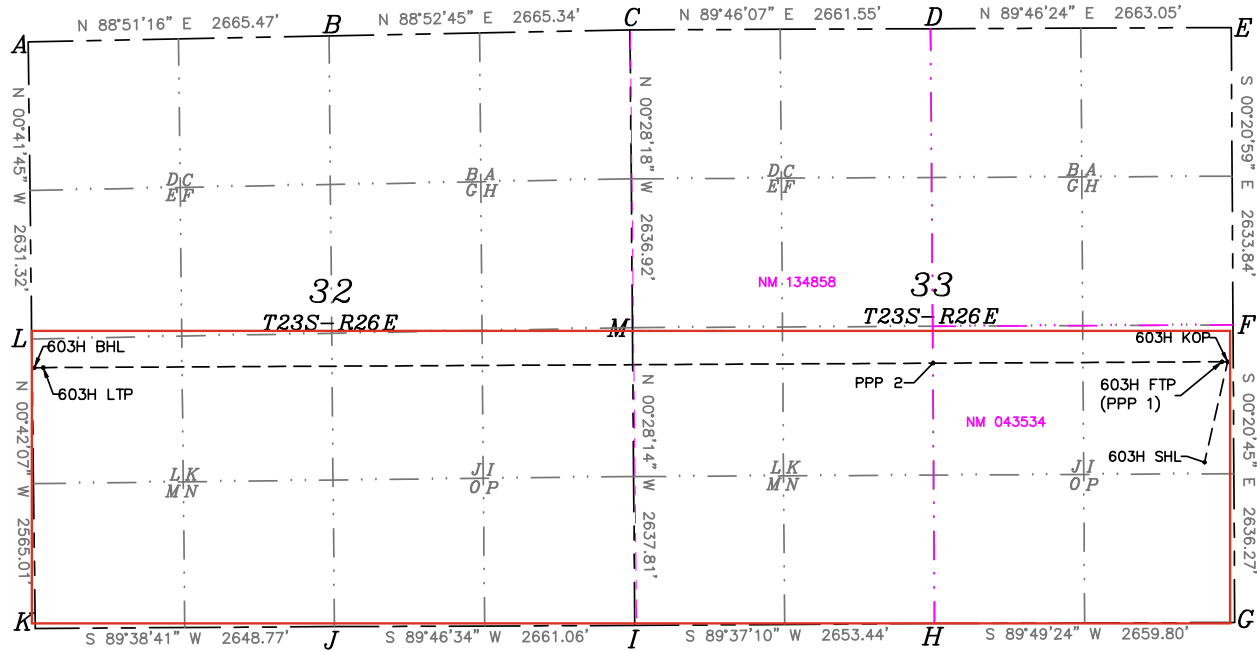 N 88°51'16" E 2665.47'
N 88°52'45" E 2665.34'
N 89°46'07" E 2661.55'
N 89°46'24" E 2663.05'
A
B
C
D
E
N 00°41'45" W 2631.32'
N 00°28'18" W 2636.92'
S 00°20'59" E 2633.84'
D C
E F
B A
G H
D C
E F
B A
G H
32
T23S-R26E
NM 134858
33
T23S-R26E
L
M
F
603H BHL
603H LTP
603H KOP
PPP 2
603H FTP
(PPP 1)
NM 043534
603H SHL
N 00°42'07" W 2565.01'
N 00°28'14" W 2637.81'
S 00°20'45" E 2636.27'
L K
M N
J I
O P
L K
M N
J I
O P
K
J
I
H
G
S 89°38'41" W 2648.77'
S 89°46'34" W 2661.06'
S 89°37'10" W 2653.44'
S 89°49'24" W 2659.80'